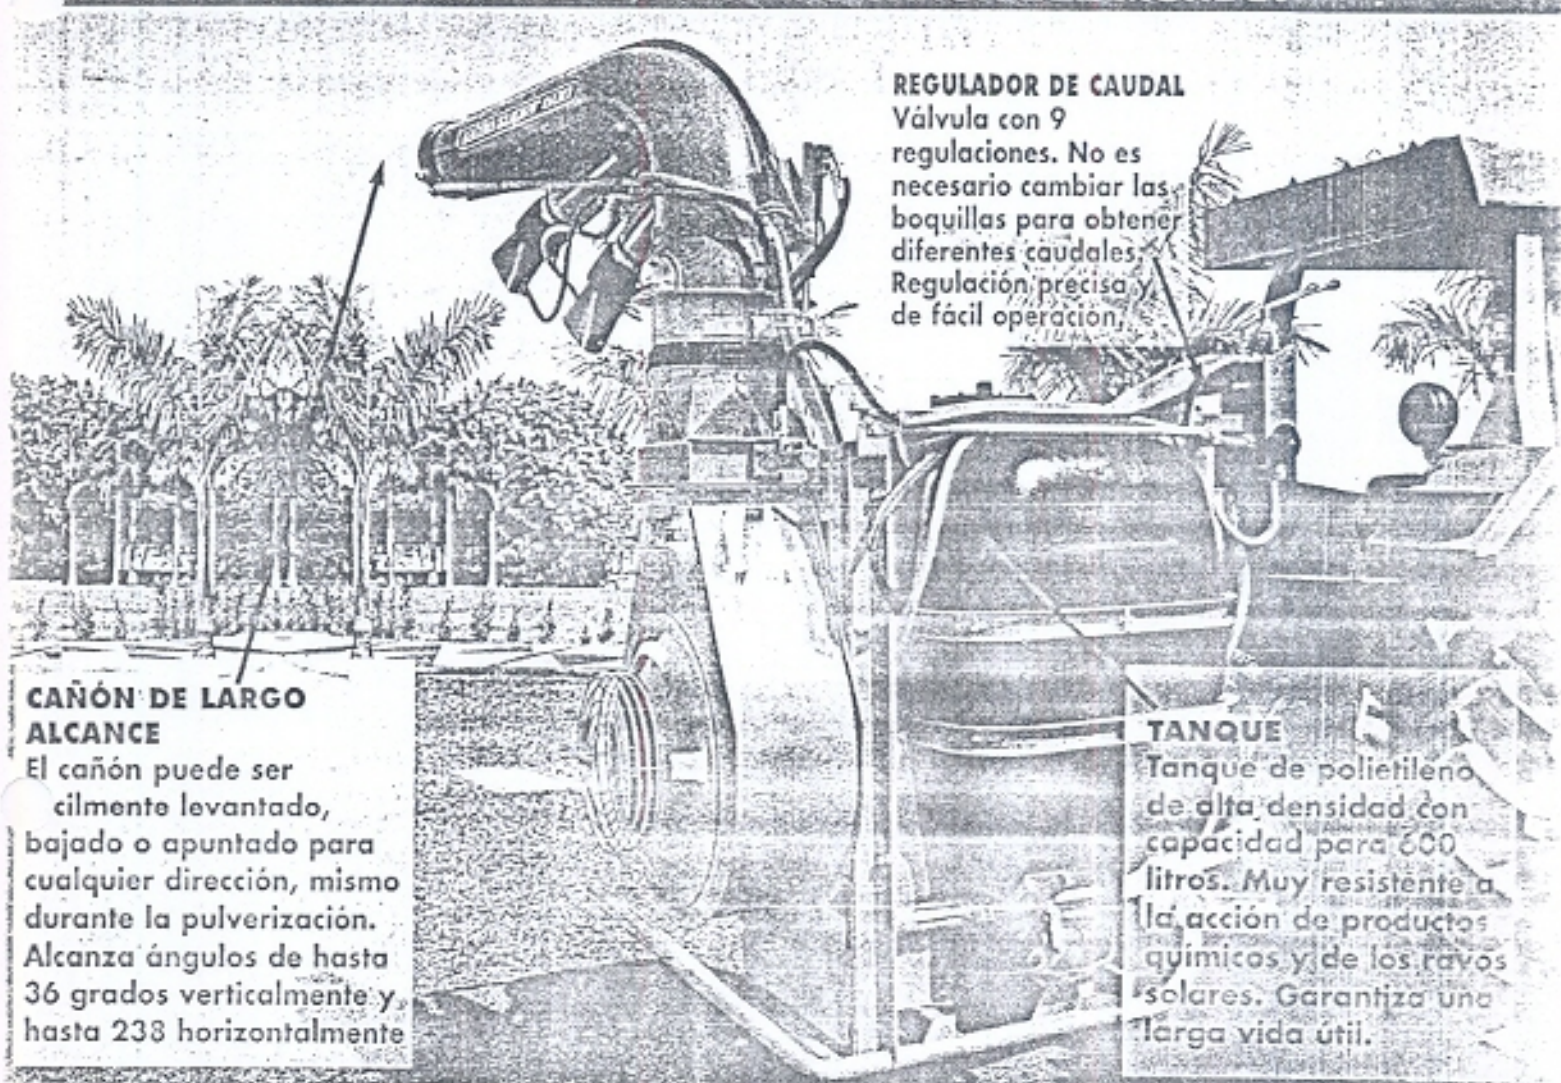 REGULADOR DE CAUDAL
Válvula con 9
regulaciones. No es
necesario cambiar las
boquillas para obtener
diferentes caudales.
Regulación precisa y
de fácil operación.
CAÑÓN DE LARGO
ALCANCE
El cañón puede ser
cilmente levantado,
bajado o apuntado para
cualquier dirección, mismo
durante la pulverización.
Alcanza ángulos de hasta
36 grados verticalmente y
hasta 238 horizontalmente
TANQUE
Tanque de polietileno
de alta densidad con
capacidad para 600
litros. Muy resistente a
la acción de productos
químicos y de los rayos
solares. Garantiza una
larga vida útil.